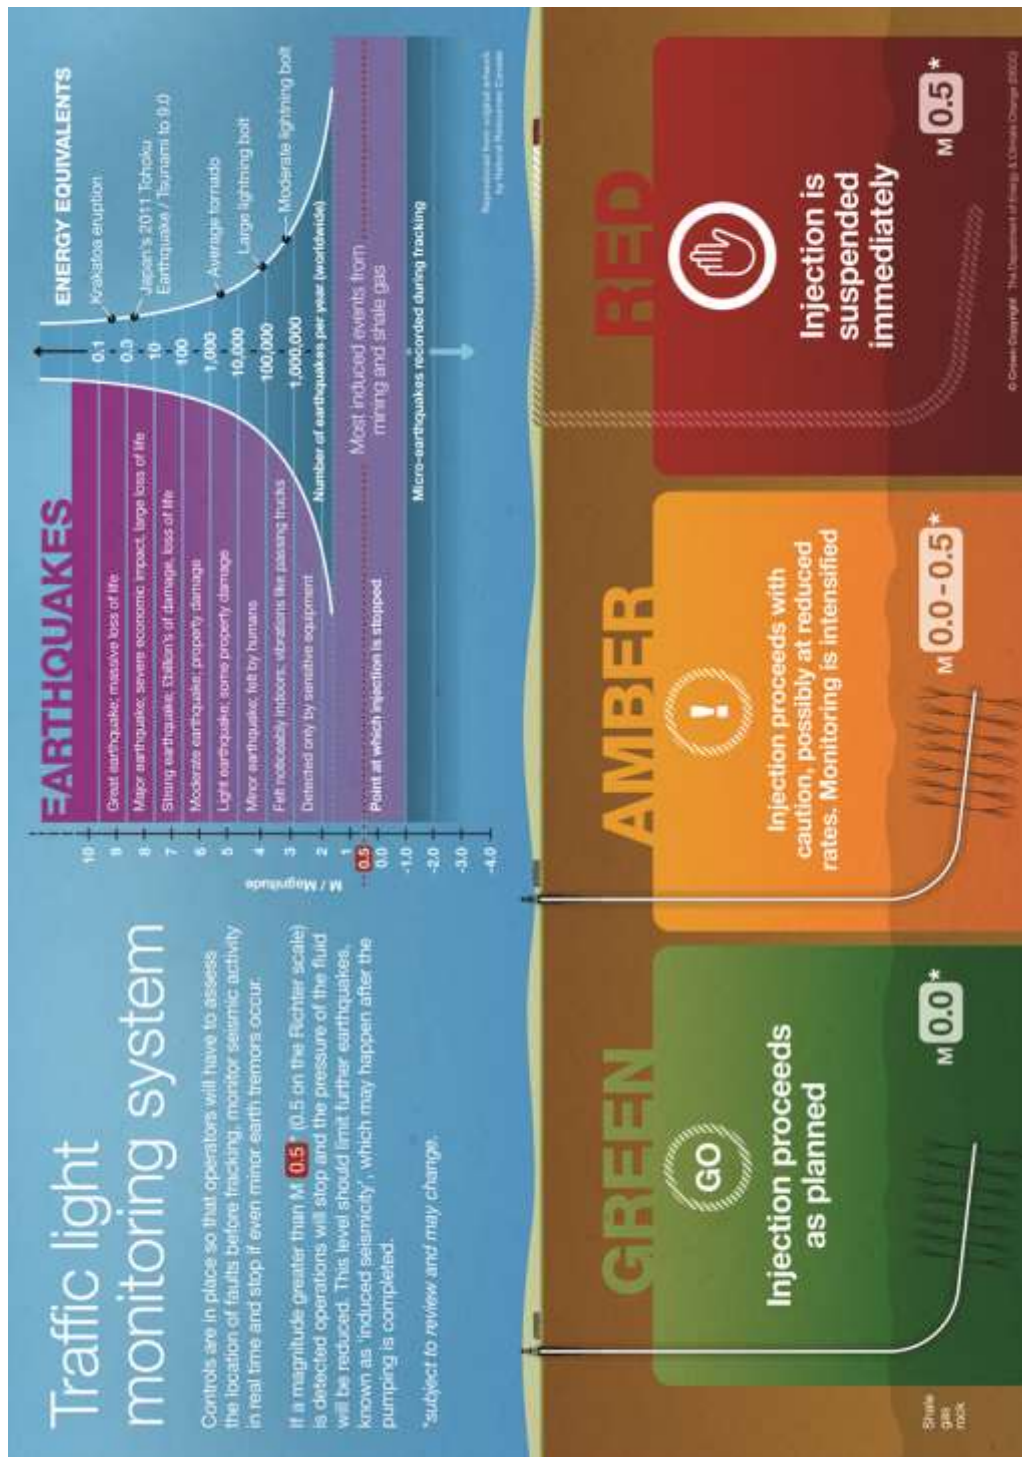 Traffic light
monitoring system
Controls are in place so that operators will have to assess
the location of faults before fracking, monitor seismic activity
in real time and stop if even minor earth tremors occur.
If a magnitude greater than M 0.5* (0.5 on the Richter scale)
is detected operations will stop and the pressure of the fluid
will be reduced. This level should limit further earthquakes,
known as 'induced seismicity', which may happen after the
pumping is completed.
*subject to review and may change.
EARTHQUAKES
M / Magnitude
10
9
8
7
6
5
4
3
2
1
0.5
0.0
-1.0
-2.0
-3.0
-4.0
Great earthquake; massive loss of life
Major earthquake; severe economic impact, large loss of life
Strong earthquake; £billion's of damage, loss of life
Moderate earthquake; property damage
Light earthquake; some property damage
Minor earthquake; felt by humans
Felt noticeably indoors; vibrations like passing trucks
Detected only by sensitive equipment
Point at which injection is stopped
ENERGY EQUIVALENTS
Krakatoa eruption
Japan's 2011 Tohoku
Earthquake / Tsunami to 9.0
Average tornado
Large lightning bolt
Moderate lightning bolt
0.1
0.3
10
100
1,000
10,000
100,000
1,000,000
Number of earthquakes per year (worldwide)
Most induced events from
mining and shale gas
Micro-earthquakes recorded during fracking
by Natural Resources Canada
GREEN
GO
Injection proceeds
as planned
M 0.0*
Shale
gas
rock
AMBER
!
Injection proceeds with
caution, possibly at reduced
rates. Monitoring is intensified
M 0.0 - 0.5*
RED
Injection is
suspended
immediately
M 0.5*
© Crown Copyright The Department of Energy & Climate Change (DECC)